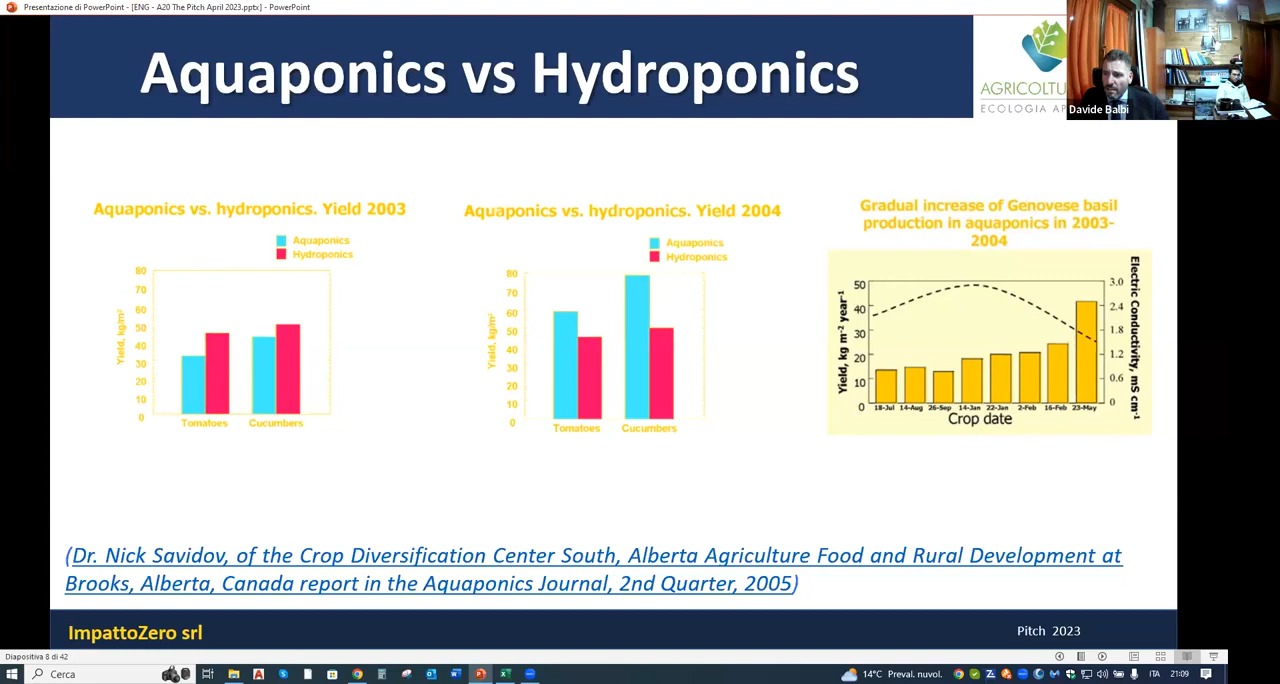 Presentazione di PowerPoint - [ENG - A20 The Pitch April 2023.pptx] - PowerPoint
Aquaponics vs Hydroponics
AGRICOLTU
ECOLOGIA AP
Davide Balbi
Aquaponics vs. hydroponics. Yield 2003
Aquaponics
Hydroponics
80
70
60
50
40
30
20
10
0
Yield, kg/m²
Tomatoes Cucumbers
Aquaponics vs. hydroponics. Yield 2004
Aquaponics
Hydroponics
80
70
60
50
40
30
20
10
0
Yield, kg/m²
Tomatoes Cucumbers
Gradual increase of Genovese basil
production in aquaponics in 2003-
2004
50
40
30
20
10
0
Yield, kg m⁻² year⁻¹
3.0
2.4
1.8
1.2
0.6
0
Electric Conductivity, mS cm⁻¹
18-Jul 14-Aug 26-Sep 14-Jan 22-Jan 2-Feb 16-Feb 23-May
Crop date
(Dr. Nick Savidov, of the Crop Diversification Center South, Alberta Agriculture Food and Rural Development at
Brooks, Alberta, Canada report in the Aquaponics Journal, 2nd Quarter, 2005)
ImpattoZero srl
Pitch 2023
Diapositiva 8 di 42
Cerca
14°C Preval. nuvol.
ITA
21:09